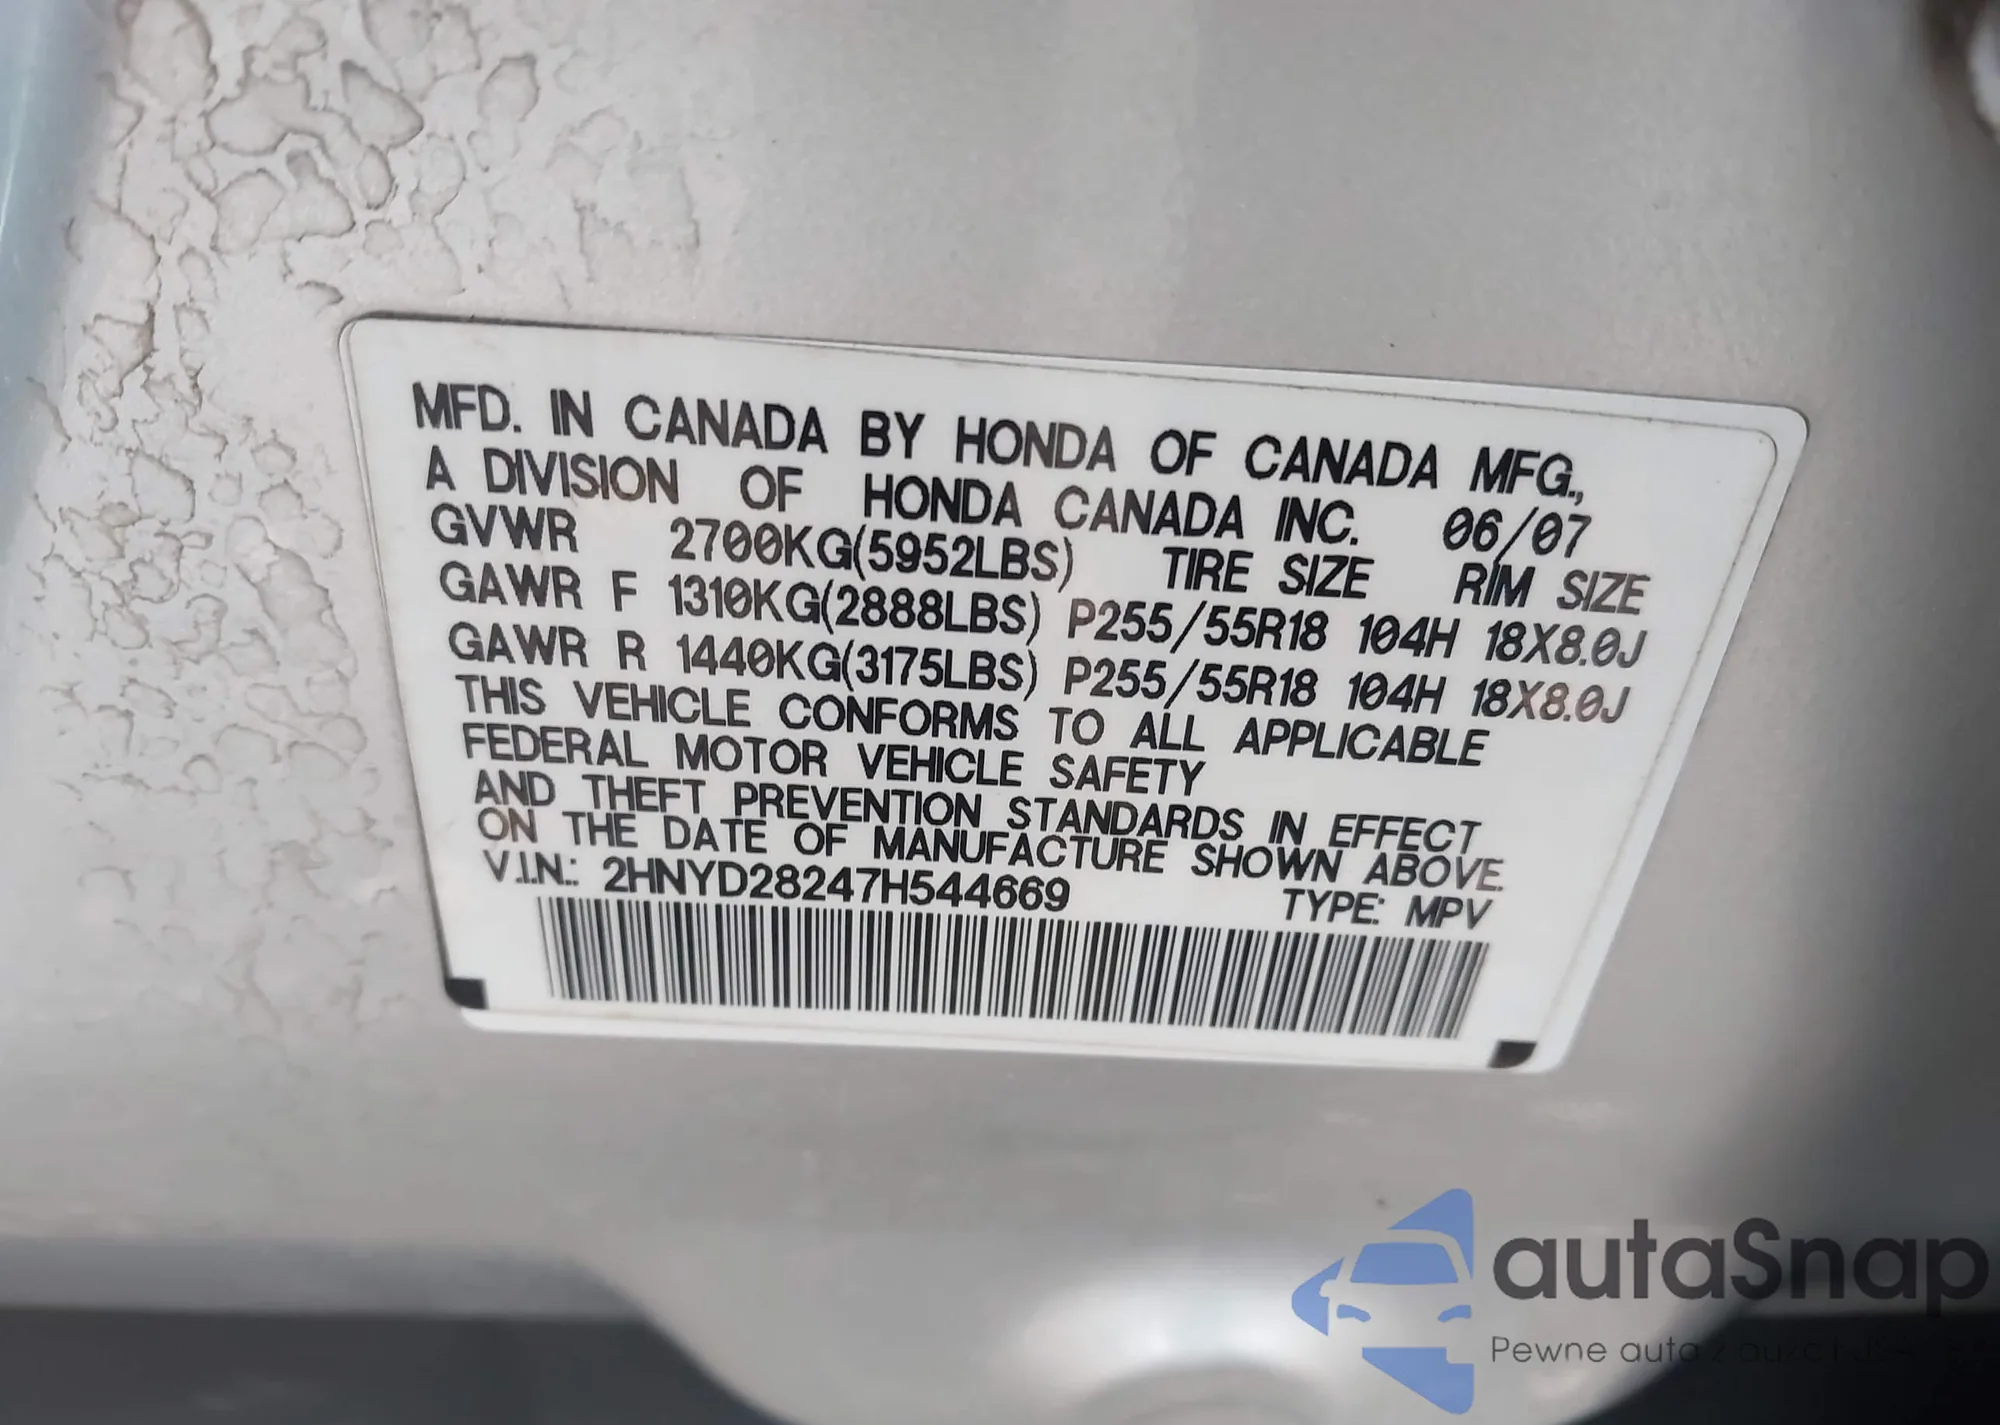 MFD. IN CANADA BY HONDA OF CANADA MFG.,
A DIVISION OF HONDA CANADA INC. 06/07
GVWR 2700KG(5952LBS) TIRE SIZE RIM SIZE
GAWR F 1310KG(2888LBS) P255/55R18 104H 18X8.0J
GAWR R 1440KG(3175LBS) P255/55R18 104H 18X8.0J
THIS VEHICLE CONFORMS TO ALL APPLICABLE
FEDERAL MOTOR VEHICLE SAFETY
AND THEFT PREVENTION STANDARDS IN EFFECT
ON THE DATE OF MANUFACTURE SHOWN ABOVE.
V.I.N.: 2HNYD28247H544669 TYPE: MPV
autaSnap
Pewne auta z